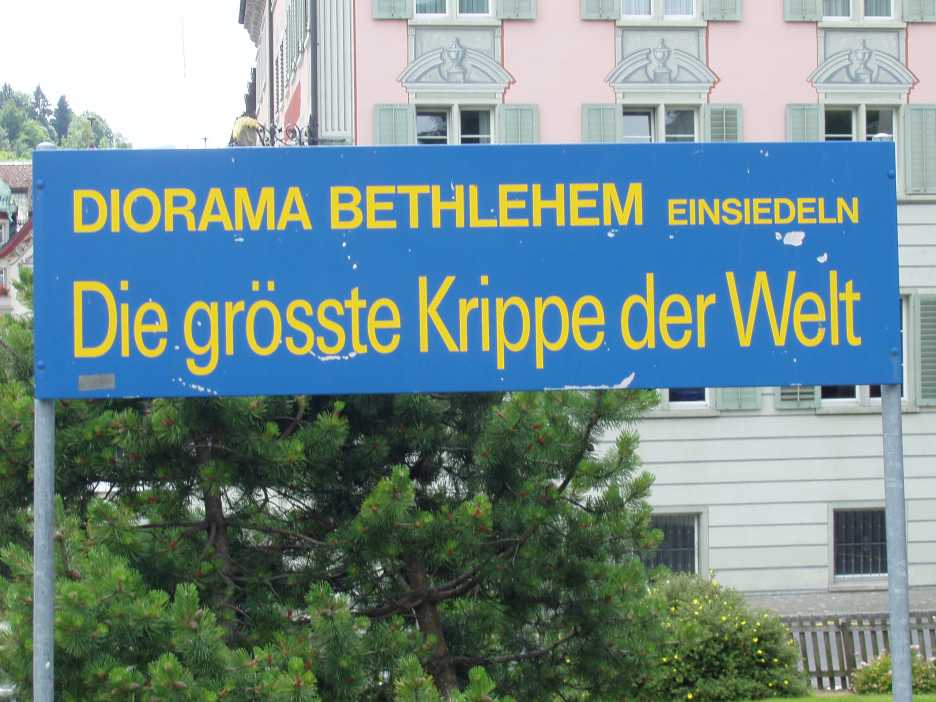 DIORAMA BETHLEHEM EINSIEDELN
Die grösste Krippe der Welt